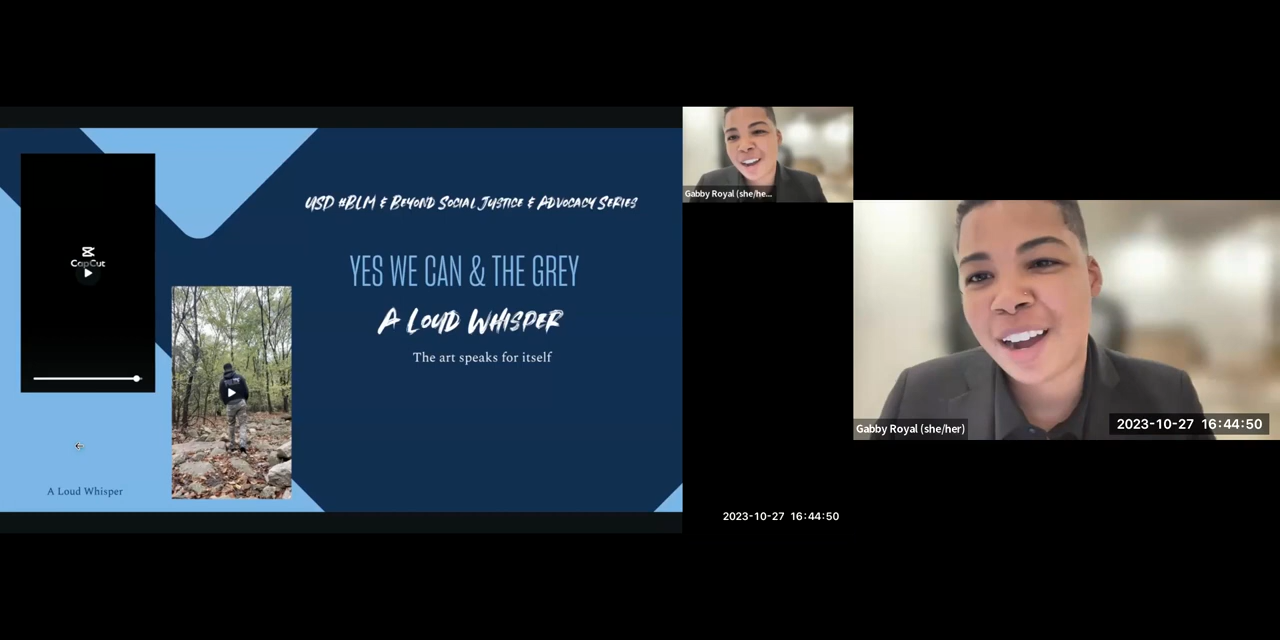 USD #BLM & Beyond Social Justice & Advocacy Series
YES WE CAN & THE GREY
A Loud Whisper
The art speaks for itself
CapCut
A Loud Whisper
Gabby Royal (she/he...
2023-10-27 16:44:50
Gabby Royal (she/her)
2023-10-27 16:44:50